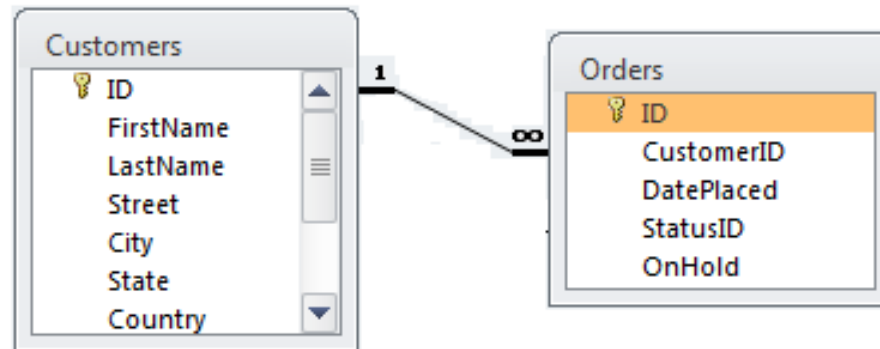 Customers
ID
FirstName
LastName
Street
City
State
Country
1
∞
Orders
ID
CustomerID
DatePlaced
StatusID
OnHold